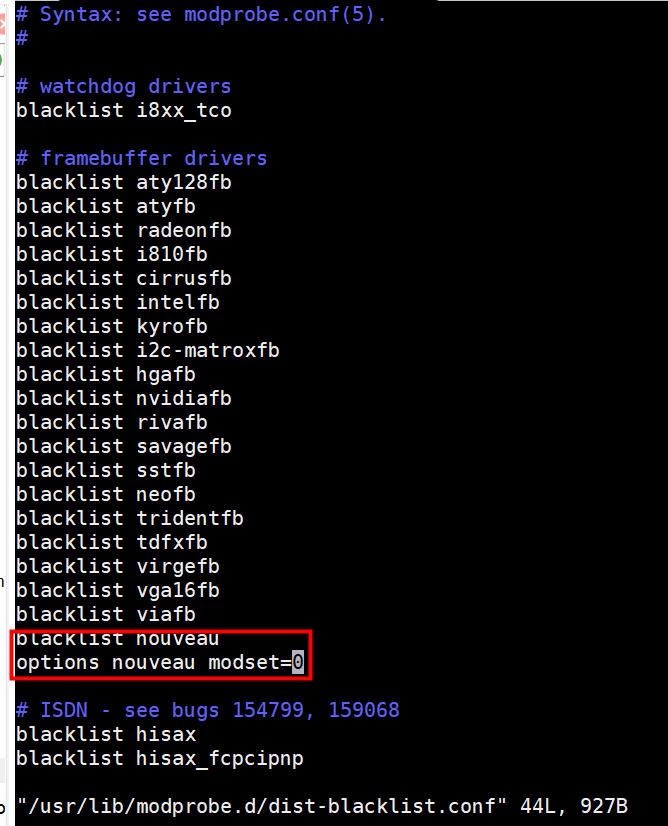 # Syntax: see modprobe.conf(5).
#
# watchdog drivers
blacklist i8xx_tco
# framebuffer drivers
blacklist aty128fb
blacklist atyfb
blacklist radeonfb
blacklist i810fb
blacklist cirrusfb
blacklist intelfb
blacklist kyrofb
blacklist i2c-matroxfb
blacklist hgafb
blacklist nvidiafb
blacklist rivafb
blacklist savagefb
blacklist sstfb
blacklist neofb
blacklist tridentfb
blacklist tdfxfb
blacklist virgefb
blacklist vga16fb
blacklist viafb
blacklist nouveau
options nouveau modset=0
# ISDN - see bugs 154799, 159068
blacklist hisax
blacklist hisax_fcpcipnp
"/usr/lib/modprobe.d/dist-blacklist.conf" 44L, 927B